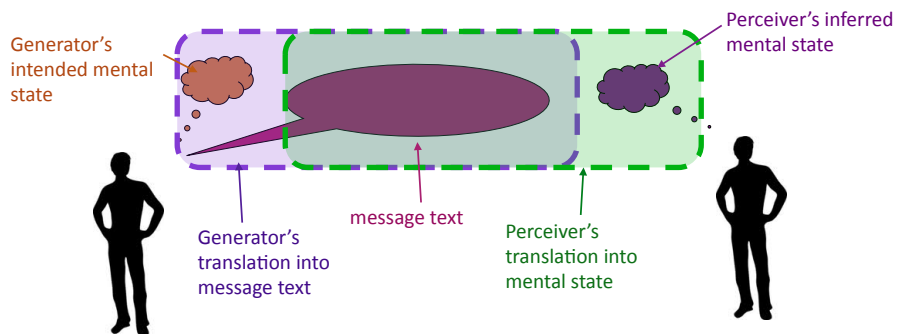 Generator’s
intended mental
state
Perceiver’s inferred
mental state
message text
Generator’s
translation into
message text
Perceiver’s
translation into
mental state